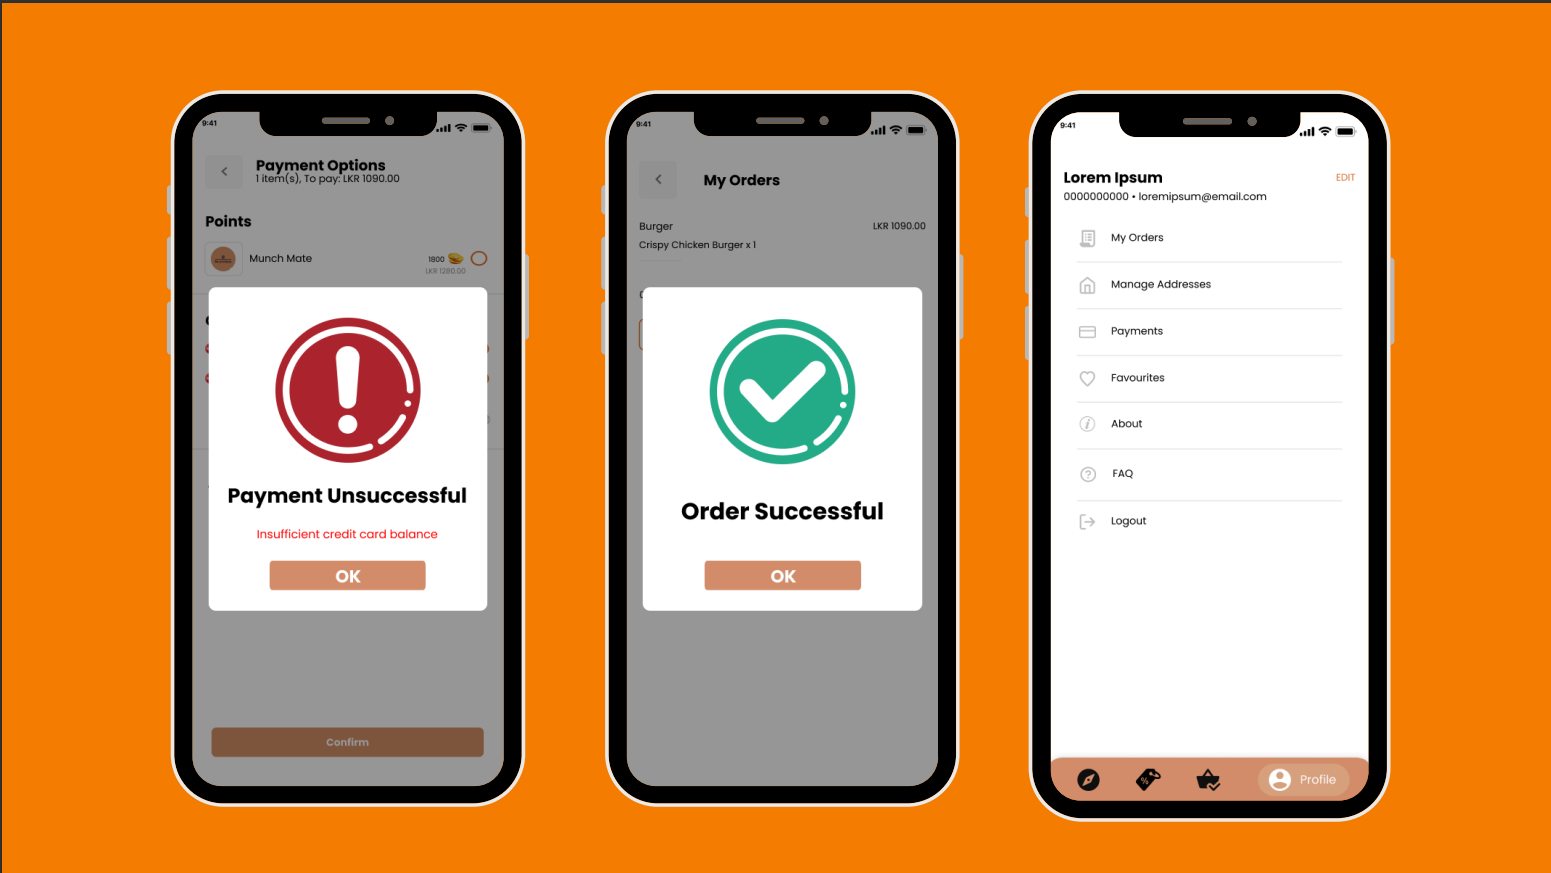 9:41
Payment Options
1 item(s), To pay: LKR 1090.00
Points
Munch Mate
1800
LKR 1280.00
Payment Unsuccessful
Insufficient credit card balance
OK
Confirm
9:41
My Orders
Burger
LKR 1090.00
Crispy Chicken Burger x 1
Order Successful
OK
9:41
Lorem Ipsum
EDIT
0000000000 • loremipsum@email.com
My Orders
Manage Addresses
Payments
Favourites
About
FAQ
Logout
%
Profile